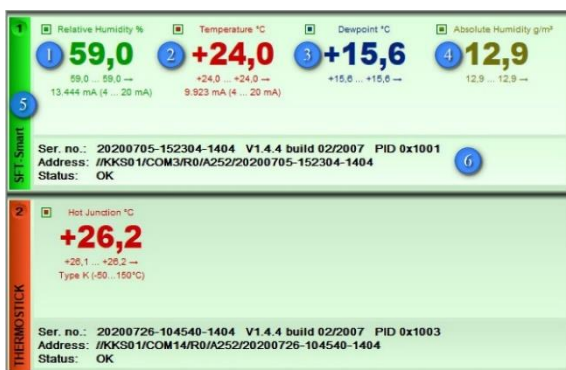 1 Relative Humidity % Temperature °C Dewpoint °C Absolute Humidity g/m³
1 59,0 2 +24,0 3 +15,6 4 12,9
59,0 ... 59,0 → +24,0 ... +24,0 → +15,6 ... +15,6 → 12,9 ... 12,9 →
13.444 mA (4 ... 20 mA) 9.923 mA (4 ... 20 mA)
5
SFT-Smart
Ser. no.: 20200705-152304-1404 V1.4.4 build 02/2007 PID 0x1001
Address: //KKS01/COM3/R0/A252/20200705-152304-1404
6
Status: OK
2 Hot Junction °C
+26,2
+26,1 ... +26,2 →
Type K (-50...150°C)
THERMOSTICK
Ser. no.: 20200726-104540-1404 V1.4.4 build 02/2007 PID 0x1003
Address: //KKS01/COM14/R0/A252/20200726-104540-1404
Status: OK